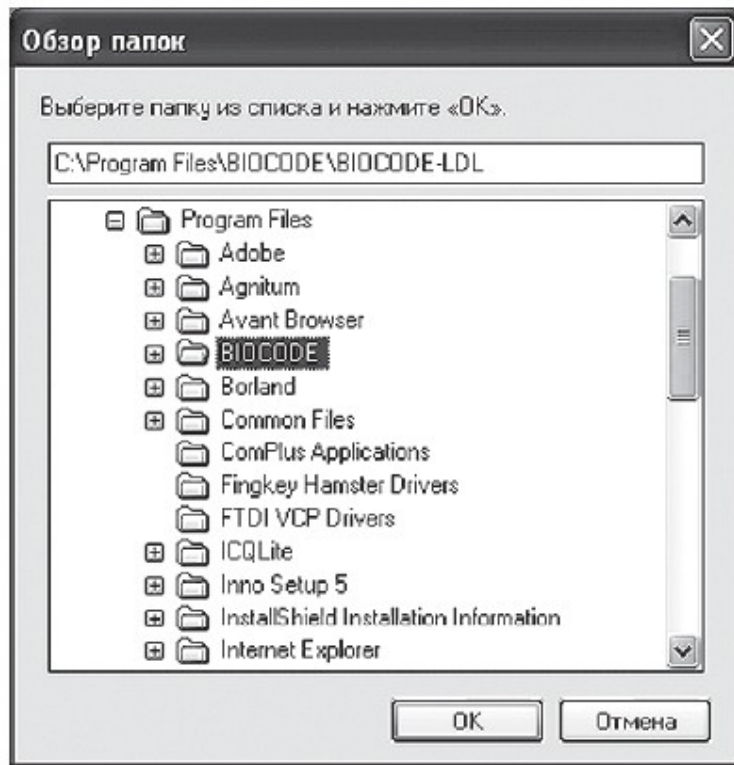 Обзор папок
Выберите папку из списка и нажмите «ОК».
C:\Program Files\BIOCODE\BIOCODE-LDL
Program Files
Adobe
Agnitum
Avant Browser
BIOCODE
Borland
Common Files
ComPlus Applications
Fingkey Hamster Drivers
FTDI VCP Drivers
ICQLite
Inno Setup 5
InstallShield Installation Information
Internet Explorer
ОК Отмена